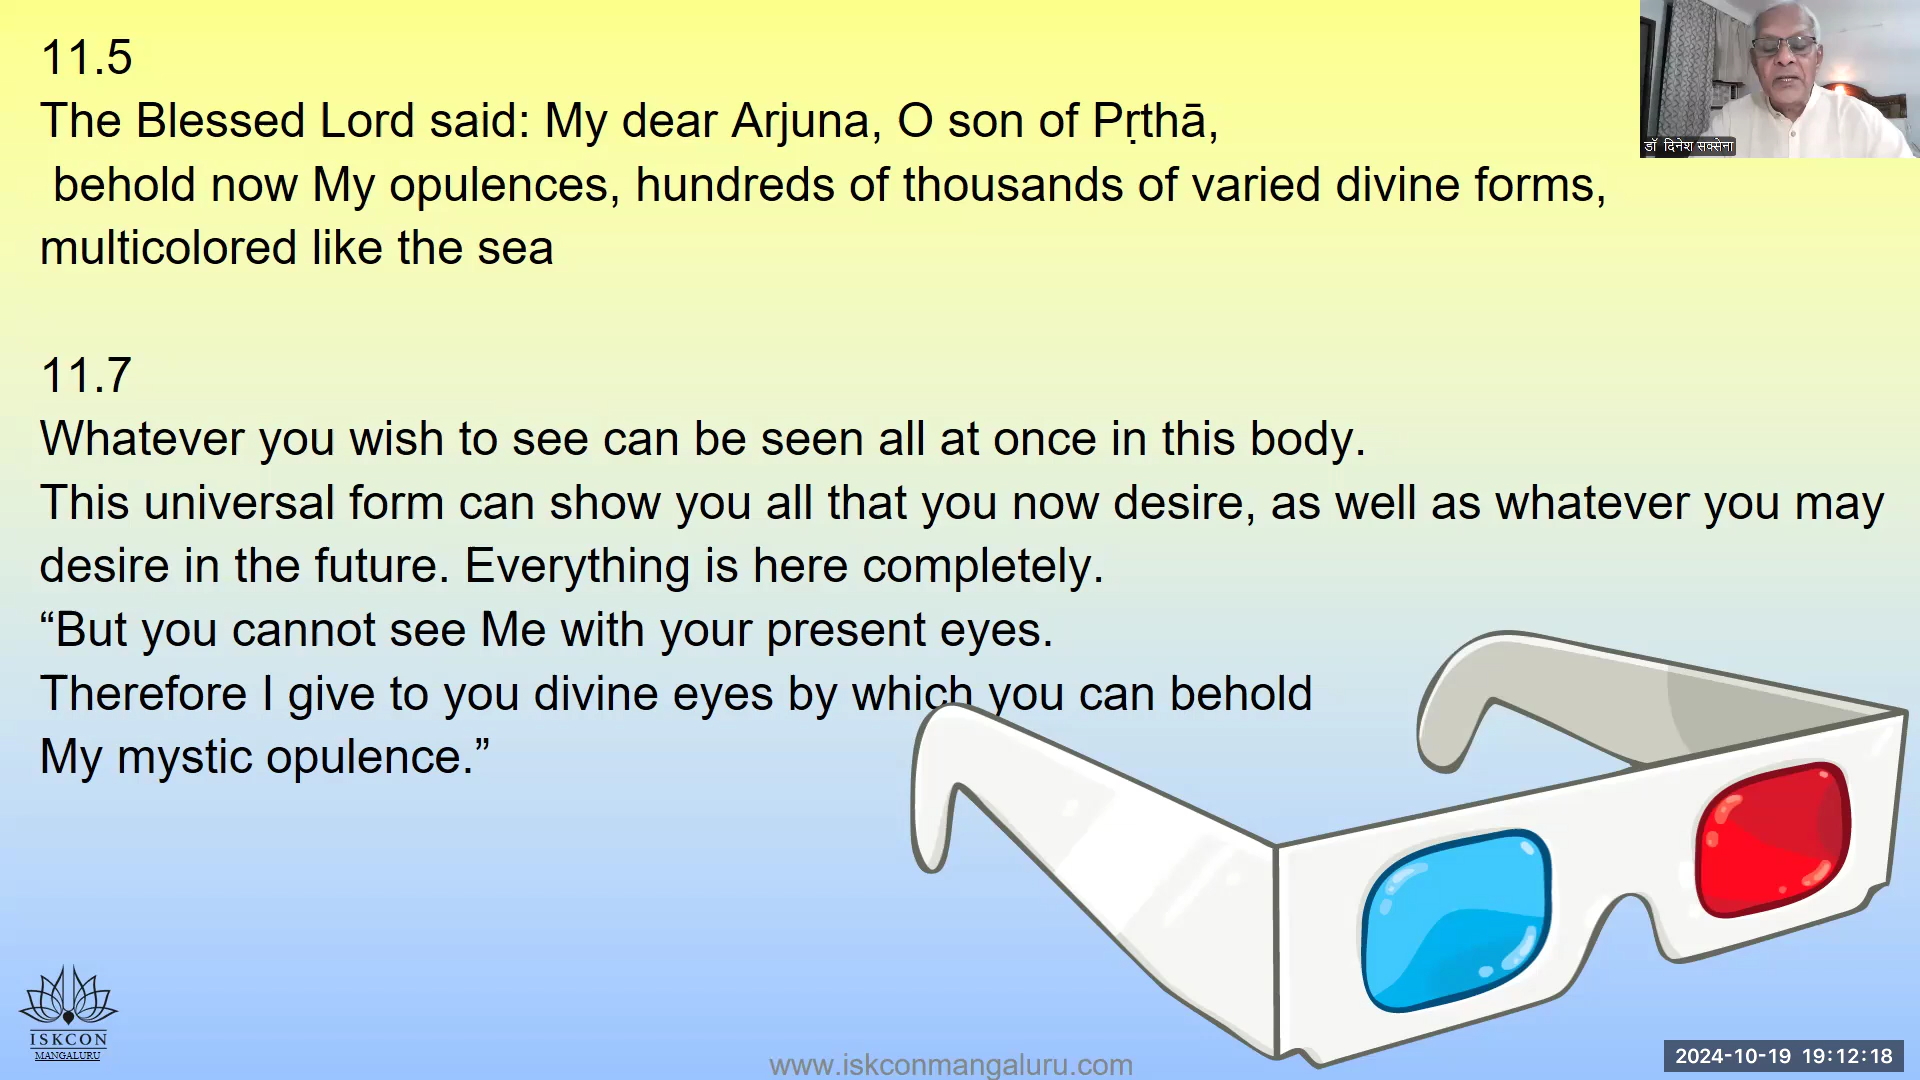 11.5
The Blessed Lord said: My dear Arjuna, O son of Pṛthā,
behold now My opulences, hundreds of thousands of varied divine forms,
multicolored like the sea
11.7
Whatever you wish to see can be seen all at once in this body.
This universal form can show you all that you now desire, as well as whatever you may
desire in the future. Everything is here completely.
“But you cannot see Me with your present eyes.
Therefore I give to you divine eyes by which you can behold
My mystic opulence.”
डॉ दिनेश सक्सेना
ISKCON
MANGALURU
www.iskconmangaluru.com
2024-10-19 19:12:18